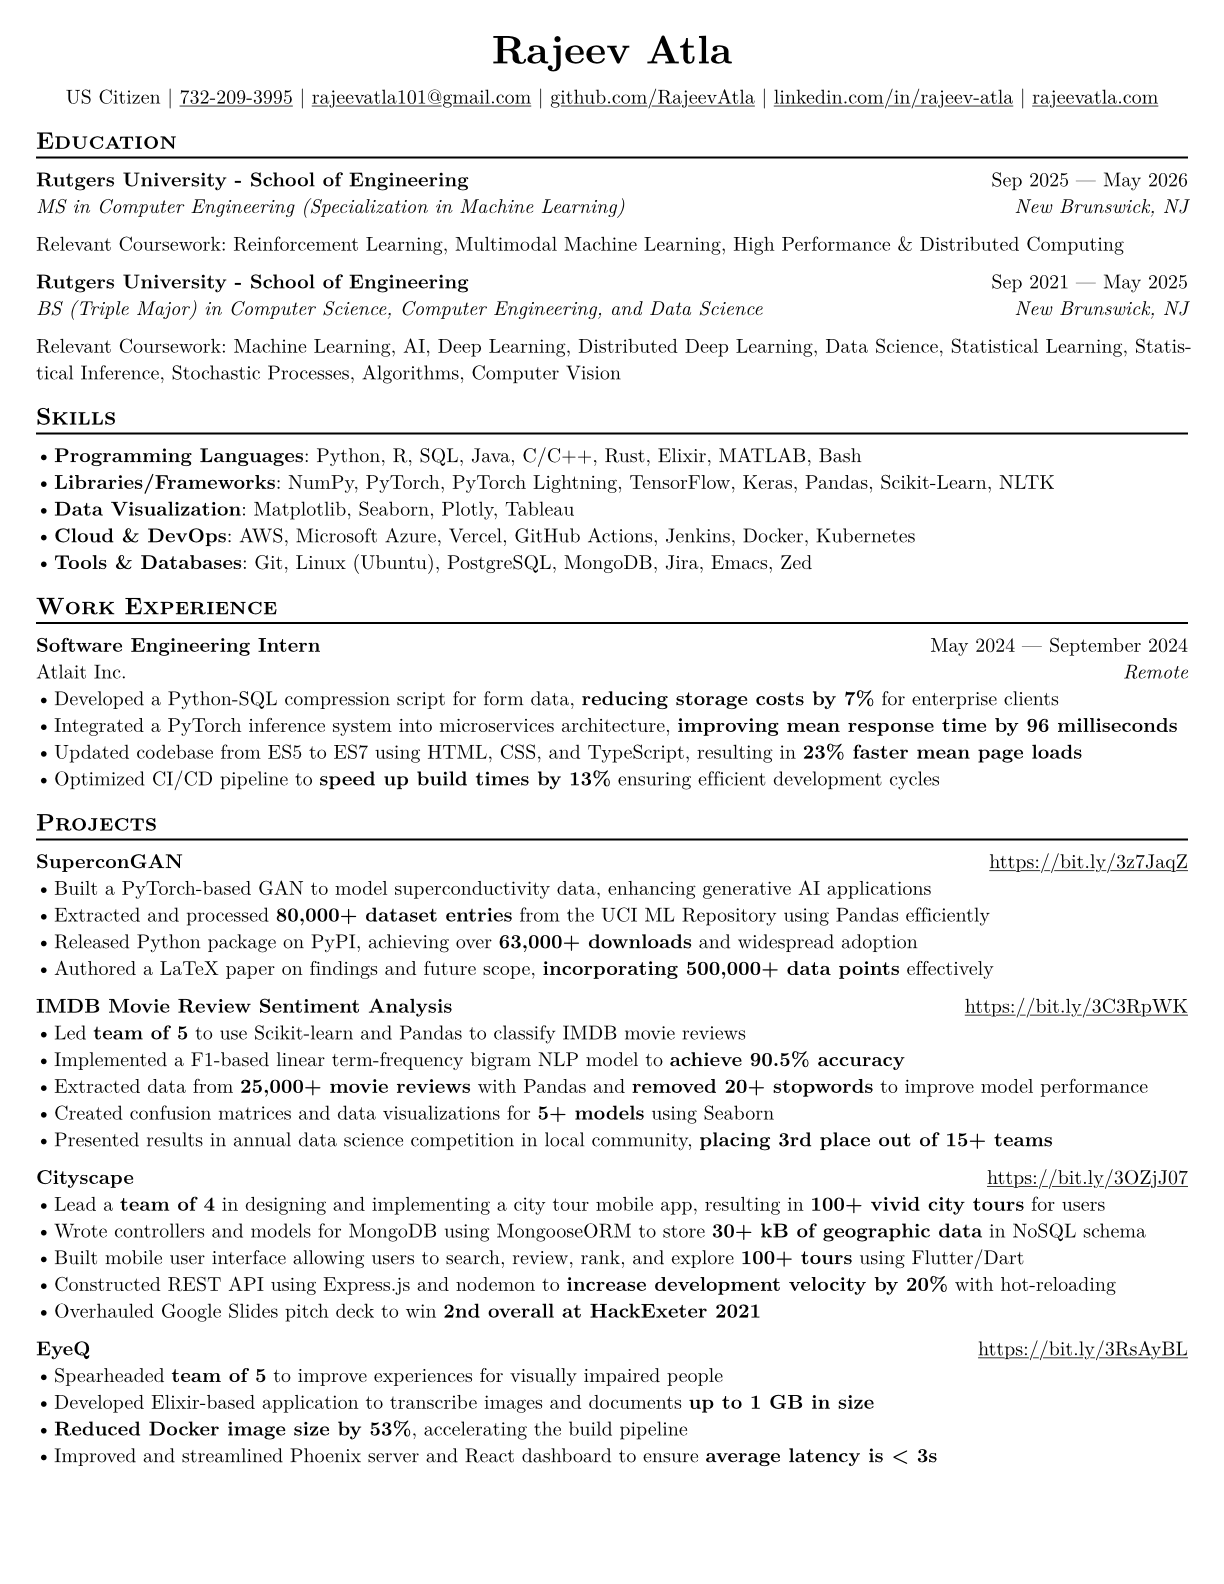 Rajeev Atla
US Citizen | 732-209-3995 | rajeevatla101@gmail.com | github.com/RajeevAtla | linkedin.com/in/rajeev-atla | rajeevatla.com
Education
Rutgers University - School of Engineering Sep 2025 — May 2026
MS in Computer Engineering (Specialization in Machine Learning) New Brunswick, NJ
Relevant Coursework: Reinforcement Learning, Multimodal Machine Learning, High Performance & Distributed Computing
Rutgers University - School of Engineering Sep 2021 — May 2025
BS (Triple Major) in Computer Science, Computer Engineering, and Data Science New Brunswick, NJ
Relevant Coursework: Machine Learning, AI, Deep Learning, Distributed Deep Learning, Data Science, Statistical Learning, Statis-
tical Inference, Stochastic Processes, Algorithms, Computer Vision
Skills
• Programming Languages: Python, R, SQL, Java, C/C++, Rust, Elixir, MATLAB, Bash
• Libraries/Frameworks: NumPy, PyTorch, PyTorch Lightning, TensorFlow, Keras, Pandas, Scikit-Learn, NLTK
• Data Visualization: Matplotlib, Seaborn, Plotly, Tableau
• Cloud & DevOps: AWS, Microsoft Azure, Vercel, GitHub Actions, Jenkins, Docker, Kubernetes
• Tools & Databases: Git, Linux (Ubuntu), PostgreSQL, MongoDB, Jira, Emacs, Zed
Work Experience
Software Engineering Intern May 2024 — September 2024
Atlait Inc. Remote
• Developed a Python-SQL compression script for form data, reducing storage costs by 7% for enterprise clients
• Integrated a PyTorch inference system into microservices architecture, improving mean response time by 96 milliseconds
• Updated codebase from ES5 to ES7 using HTML, CSS, and TypeScript, resulting in 23% faster mean page loads
• Optimized CI/CD pipeline to speed up build times by 13% ensuring efficient development cycles
Projects
SuperconGAN https://bit.ly/3z7JaqZ
• Built a PyTorch-based GAN to model superconductivity data, enhancing generative AI applications
• Extracted and processed 80,000+ dataset entries from the UCI ML Repository using Pandas efficiently
• Released Python package on PyPI, achieving over 63,000+ downloads and widespread adoption
• Authored a LaTeX paper on findings and future scope, incorporating 500,000+ data points effectively
IMDB Movie Review Sentiment Analysis https://bit.ly/3C3RpWK
• Led team of 5 to use Scikit-learn and Pandas to classify IMDB movie reviews
• Implemented a F1-based linear term-frequency bigram NLP model to achieve 90.5% accuracy
• Extracted data from 25,000+ movie reviews with Pandas and removed 20+ stopwords to improve model performance
• Created confusion matrices and data visualizations for 5+ models using Seaborn
• Presented results in annual data science competition in local community, placing 3rd place out of 15+ teams
Cityscape https://bit.ly/3OZjJ07
• Lead a team of 4 in designing and implementing a city tour mobile app, resulting in 100+ vivid city tours for users
• Wrote controllers and models for MongoDB using MongooseORM to store 30+ kB of geographic data in NoSQL schema
• Built mobile user interface allowing users to search, review, rank, and explore 100+ tours using Flutter/Dart
• Constructed REST API using Express.js and nodemon to increase development velocity by 20% with hot-reloading
• Overhauled Google Slides pitch deck to win 2nd overall at HackExeter 2021
EyeQ https://bit.ly/3RsAyBL
• Spearheaded team of 5 to improve experiences for visually impaired people
• Developed Elixir-based application to transcribe images and documents up to 1 GB in size
• Reduced Docker image size by 53%, accelerating the build pipeline
• Improved and streamlined Phoenix server and React dashboard to ensure average latency is < 3s